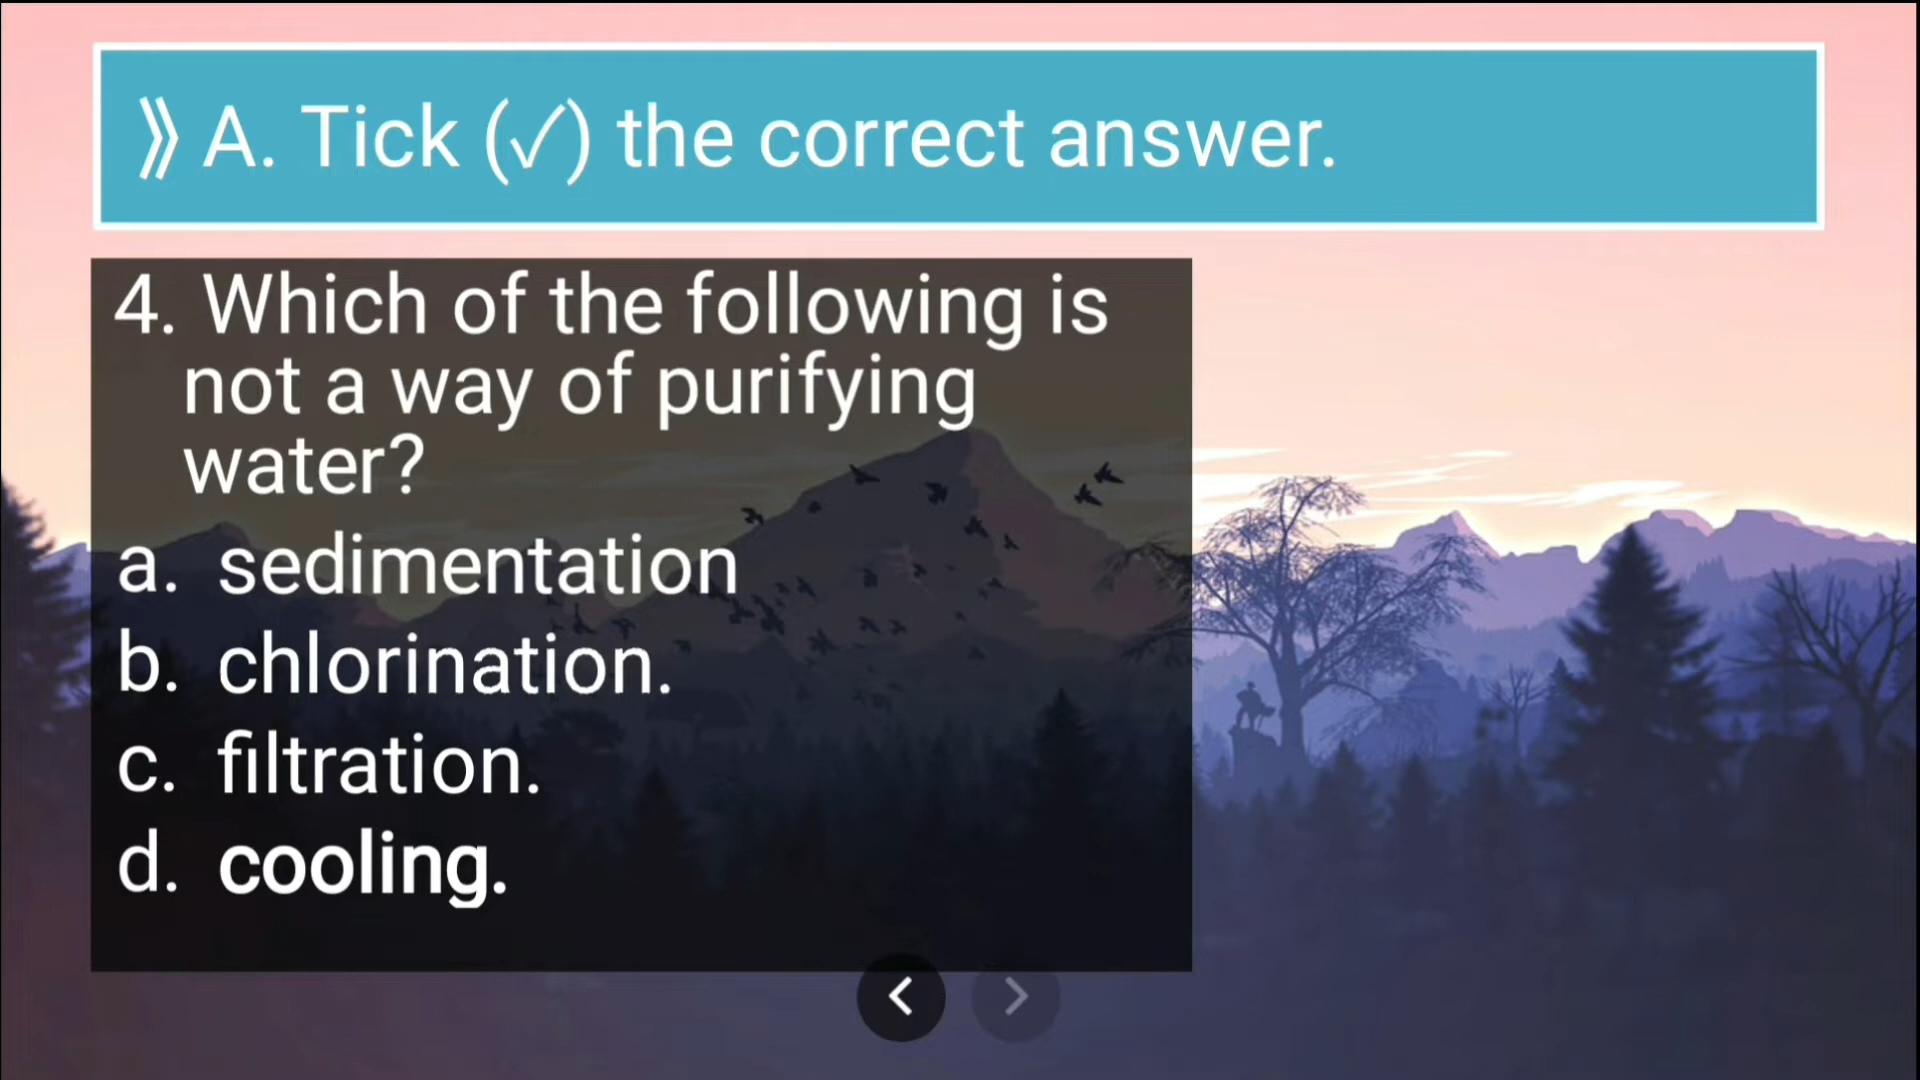 ⟫ A. Tick (✓) the correct answer.
4. Which of the following is
not a way of purifying
water?
a. sedimentation
b. chlorination.
c. filtration.
d. cooling.